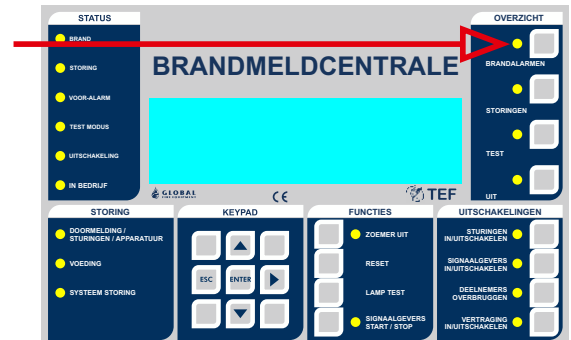 STATUS
BRAND
STORING
VOOR-ALARM
TEST MODUS
UITSCHAKELING
IN BEDRIJF
BRANDMELDCENTRALE
GLOBAL
FIRE EQUIPMENT
CE
TEF
OVERZICHT
BRANDALARMEN
STORINGEN
TEST
UIT
STORING
DOORMELDING /
STURINGEN / APPARATUUR
VOEDING
SYSTEEM STORING
KEYPAD
ESC
ENTER
FUNCTIES
ZOEMER UIT
RESET
LAMP TEST
SIGNAALGEVERS
START / STOP
UITSCHAKELINGEN
STURINGEN
IN/UITSCHAKELEN
SIGNAALGEVERS
IN/UITSCHAKELEN
DEELNEMERS
OVERBRUGGEN
VERTRAGING
IN/UITSCHAKELEN